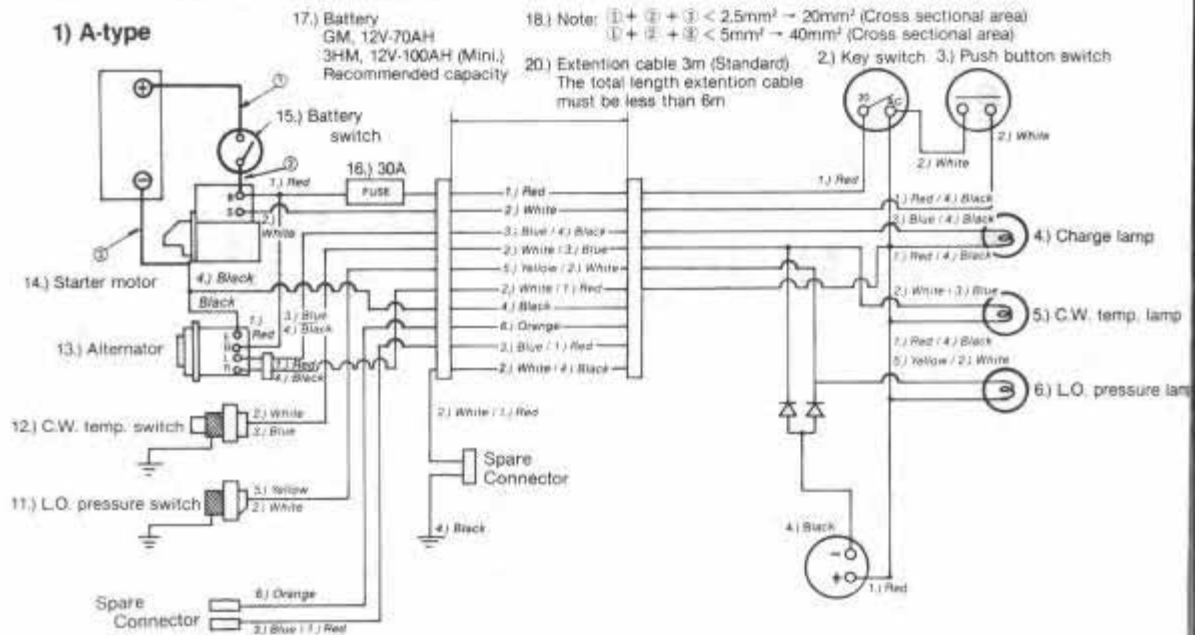 1) A-type
17.) Battery
GM, 12V-70AH
3HM, 12V-100AH (Mini.)
Recommended capacity
18.) Note: ① + ② + ③ < 2.5mm² → 20mm² (Cross sectional area)
① + ② + ③ < 5mm² → 40mm² (Cross sectional area)
20.) Extention cable 3m (Standard)
The total length extention cable
must be less than 6m
2.) Key switch
3.) Push button switch
①
15.) Battery
switch
②
16.) 30A
FUSE
1.) Red
B
S
2.)
White
③
14.) Starter motor
4.) Black
Black
1.)
Red
3.) Blue
4.) Black
13.) Alternator
1.) Red
4.) Black
12.) C.W. temp. switch
2.) White
3.) Blue
11.) L.O. pressure switch
5.) Yellow
2.) White
Spare
Connector
6.) Orange
3.) Blue / 1.) Red
1.) Red
2.) White
3.) Blue / 4.) Black
2.) White / 3.) Blue
5.) Yellow / 2.) White
2.) White / 1.) Red
4.) Black
6.) Orange
3.) Blue / 1.) Red
2.) White / 4.) Black
2.) White / 1.) Red
Spare
Connector
4.) Black
30
2.) White
2.) White
1.) Red
1.) Red / 4.) Black
3.) Blue / 4.) Black
4.) Charge lamp
1.) Red / 4.) Black
2.) White / 3.) Blue
5.) C.W. temp. lamp
1.) Red / 4.) Black
5.) Yellow / 2.) White
6.) L.O. pressure lam
4.) Black
−
+
1.) Red